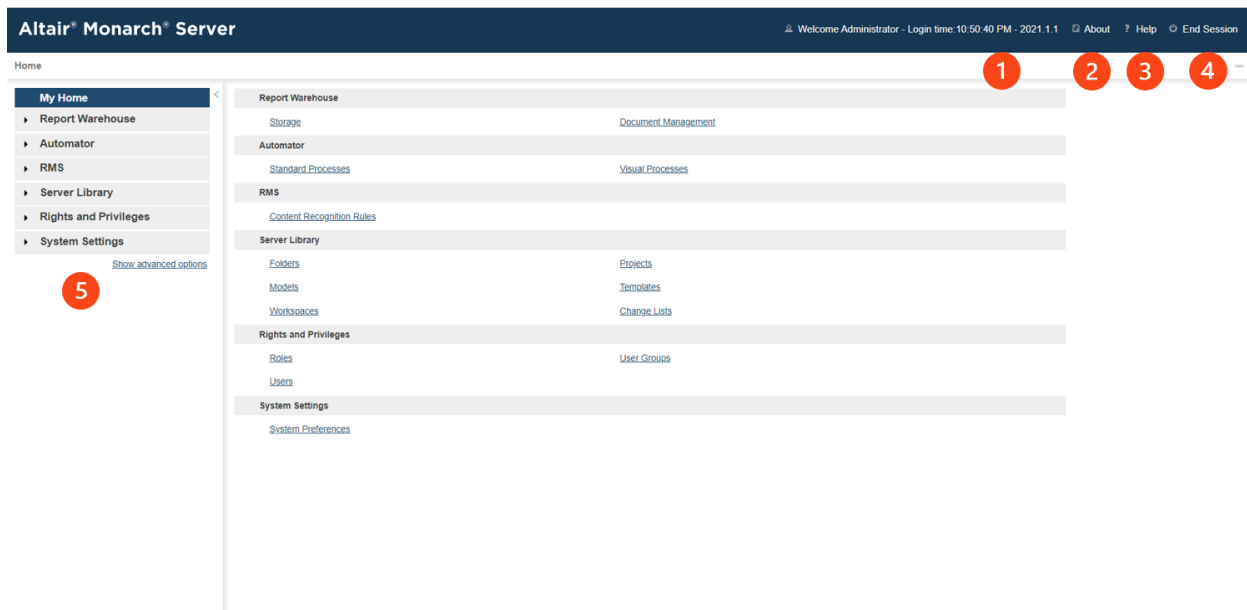 Altair® Monarch® Server
Welcome Administrator - Login time:10:50:40 PM - 2021.1.1 About ? Help End Session
Home
1 2 3 4
My Home
Report Warehouse
Automator
RMS
Server Library
Rights and Privileges
System Settings
Show advanced options
5
Report Warehouse
Storage Document Management
Automator
Standard Processes Visual Processes
RMS
Content Recognition Rules
Server Library
Folders Projects
Models Templates
Workspaces Change Lists
Rights and Privileges
Roles User Groups
Users
System Settings
System Preferences